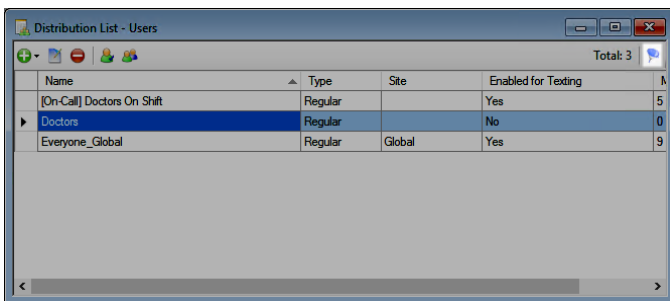 Distribution List - Users
Total: 3
Name Type Site Enabled for Texting
[On-Call] Doctors On Shift Regular Yes 5
Doctors Regular No 0
Everyone_Global Regular Global Yes 9